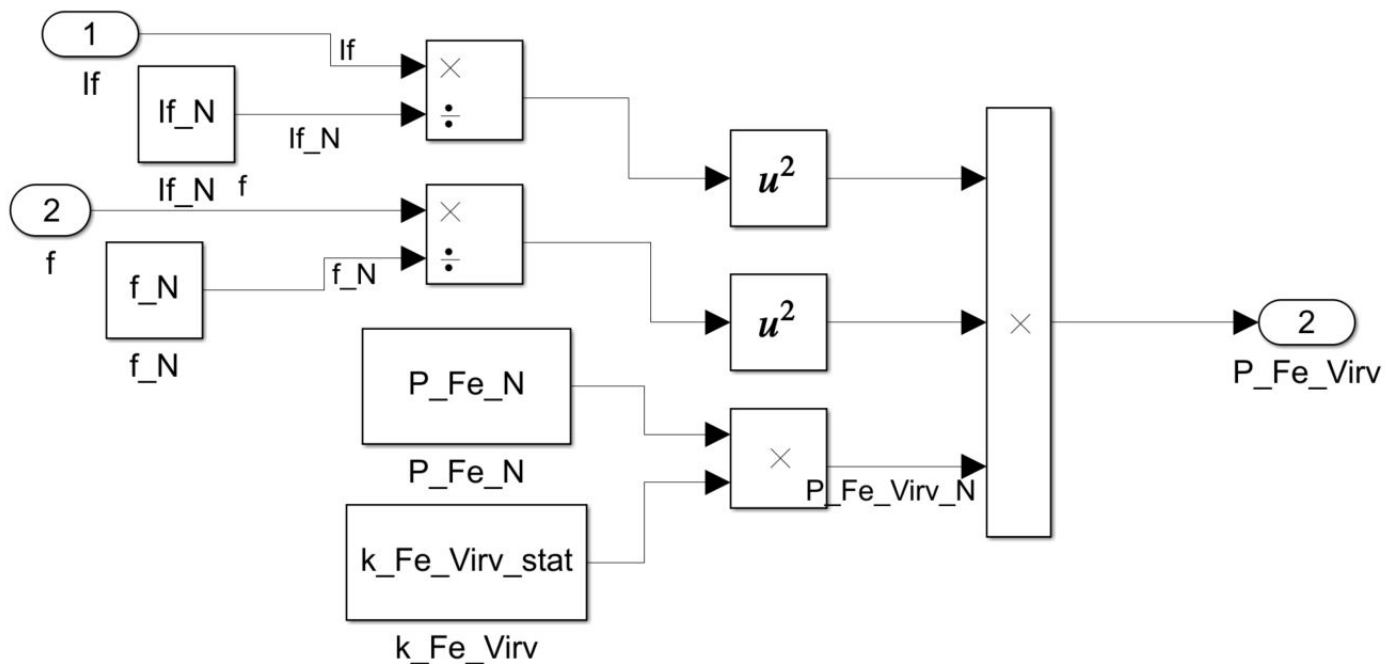 1
If
If
If_N
If_N
If_N
×
÷
u²
2
f
f
f_N
f_N
f_N
×
÷
u²
P_Fe_N
P_Fe_N
k_Fe_Virv_stat
k_Fe_Virv
×
P_Fe_Virv_N
×
2
P_Fe_Virv